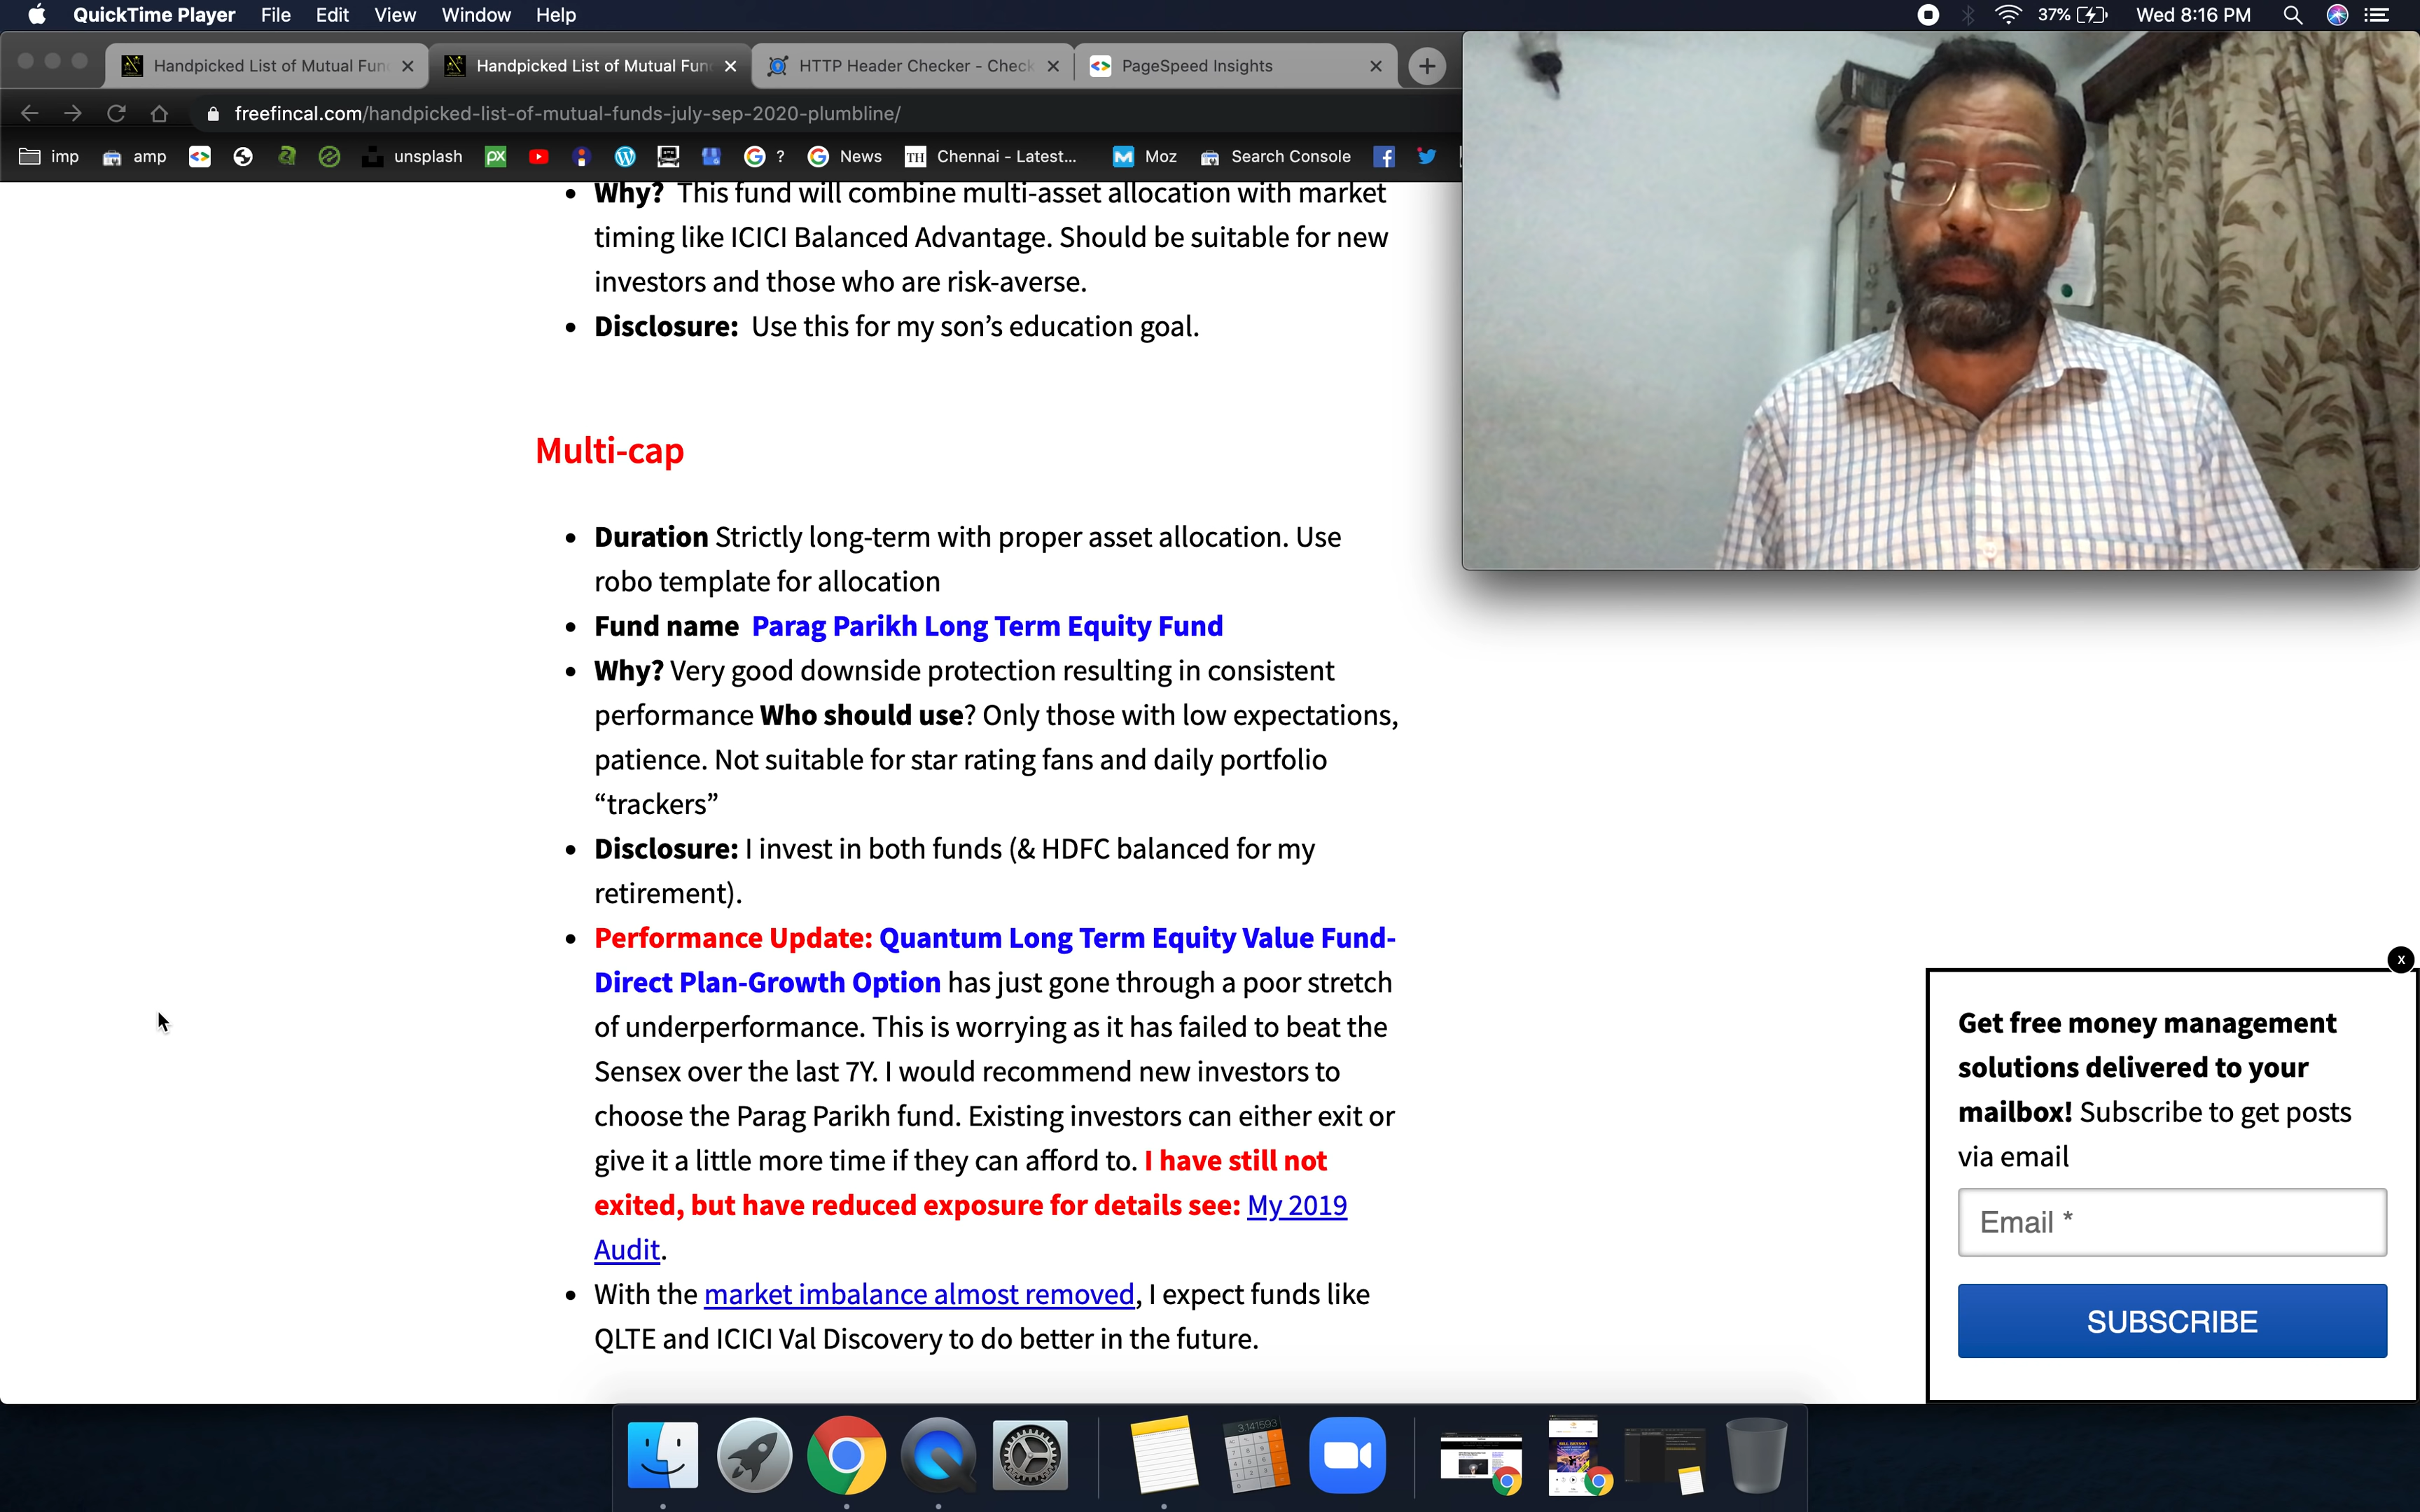 QuickTime Player File Edit View Window Help 37% Wed 8:16 PM
Handpicked List of Mutual Fun Handpicked List of Mutual Fun HTTP Header Checker - Check PageSpeed Insights
freefincal.com/handpicked-list-of-mutual-funds-july-sep-2020-plumbline/
imp amp unsplash px G ? G News TH Chennai - Latest... M Moz Search Console
• Why? This fund will combine multi-asset allocation with market
timing like ICICI Balanced Advantage. Should be suitable for new
investors and those who are risk-averse.
• Disclosure: Use this for my son’s education goal.
Multi-cap
• Duration Strictly long-term with proper asset allocation. Use
robo template for allocation
• Fund name Parag Parikh Long Term Equity Fund
• Why? Very good downside protection resulting in consistent
performance Who should use? Only those with low expectations,
patience. Not suitable for star rating fans and daily portfolio
“trackers”
• Disclosure: I invest in both funds (& HDFC balanced for my
retirement).
• Performance Update: Quantum Long Term Equity Value Fund-
Direct Plan-Growth Option has just gone through a poor stretch
of underperformance. This is worrying as it has failed to beat the
Sensex over the last 7Y. I would recommend new investors to
choose the Parag Parikh fund. Existing investors can either exit or
give it a little more time if they can afford to. I have still not
exited, but have reduced exposure for details see: My 2019
Audit.
• With the market imbalance almost removed, I expect funds like
QLTE and ICICI Val Discovery to do better in the future.
x
Get free money management
solutions delivered to your
mailbox! Subscribe to get posts
via email
Email *
SUBSCRIBE
3.141593